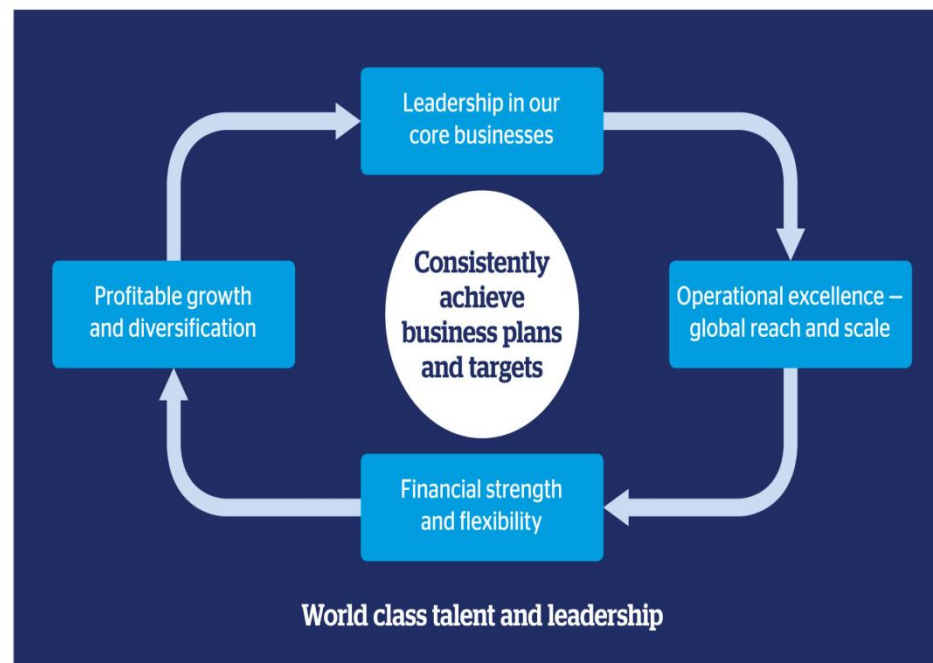 Leadership in our
core businesses
Consistently
achieve
business plans
and targets
Profitable growth
and diversification
Operational excellence –
global reach and scale
Financial strength
and flexibility
World class talent and leadership